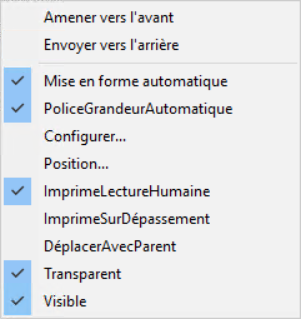 Amener vers l'avant
Envoyer vers l'arrière
Mise en forme automatique
PoliceGrandeurAutomatique
Configurer...
Position...
ImprimeLectureHumaine
ImprimeSurDépassement
DéplacerAvecParent
Transparent
Visible